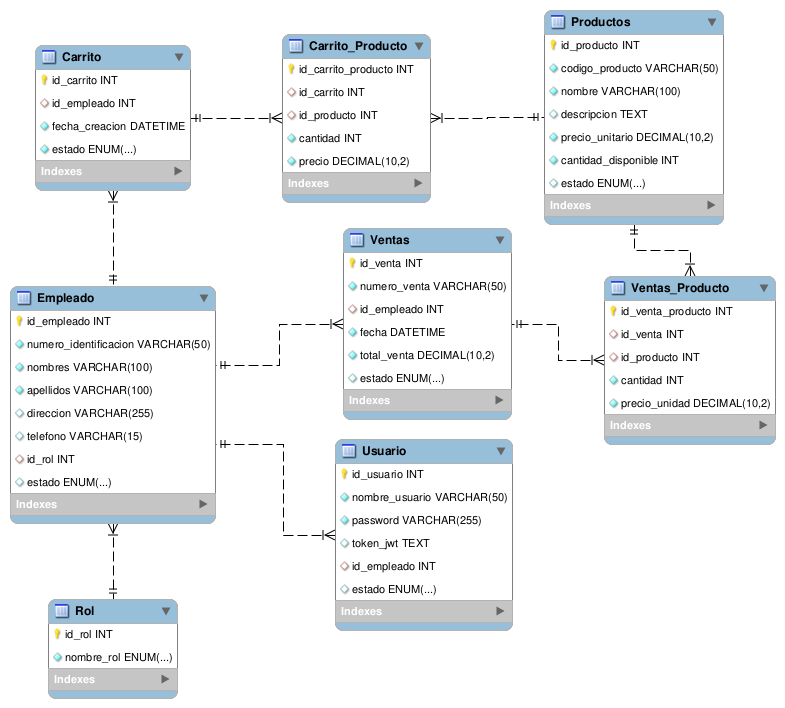 Carrito
id_carrito INT
id_empleado INT
fecha_creacion DATETIME
estado ENUM(...)
Indexes
Carrito_Producto
id_carrito_producto INT
id_carrito INT
id_producto INT
cantidad INT
precio DECIMAL(10,2)
Indexes
Productos
id_producto INT
codigo_producto VARCHAR(50)
nombre VARCHAR(100)
descripcion TEXT
precio_unitario DECIMAL(10,2)
cantidad_disponible INT
estado ENUM(...)
Indexes
Empleado
id_empleado INT
numero_identificacion VARCHAR(50)
nombres VARCHAR(100)
apellidos VARCHAR(100)
direccion VARCHAR(255)
telefono VARCHAR(15)
id_rol INT
estado ENUM(...)
Indexes
Ventas
id_venta INT
numero_venta VARCHAR(50)
id_empleado INT
fecha DATETIME
total_venta DECIMAL(10,2)
estado ENUM(...)
Indexes
Ventas_Producto
id_venta_producto INT
id_venta INT
id_producto INT
cantidad INT
precio_unidad DECIMAL(10,2)
Indexes
Usuario
id_usuario INT
nombre_usuario VARCHAR(50)
password VARCHAR(255)
token_jwt TEXT
id_empleado INT
estado ENUM(...)
Indexes
Rol
id_rol INT
nombre_rol ENUM(...)
Indexes